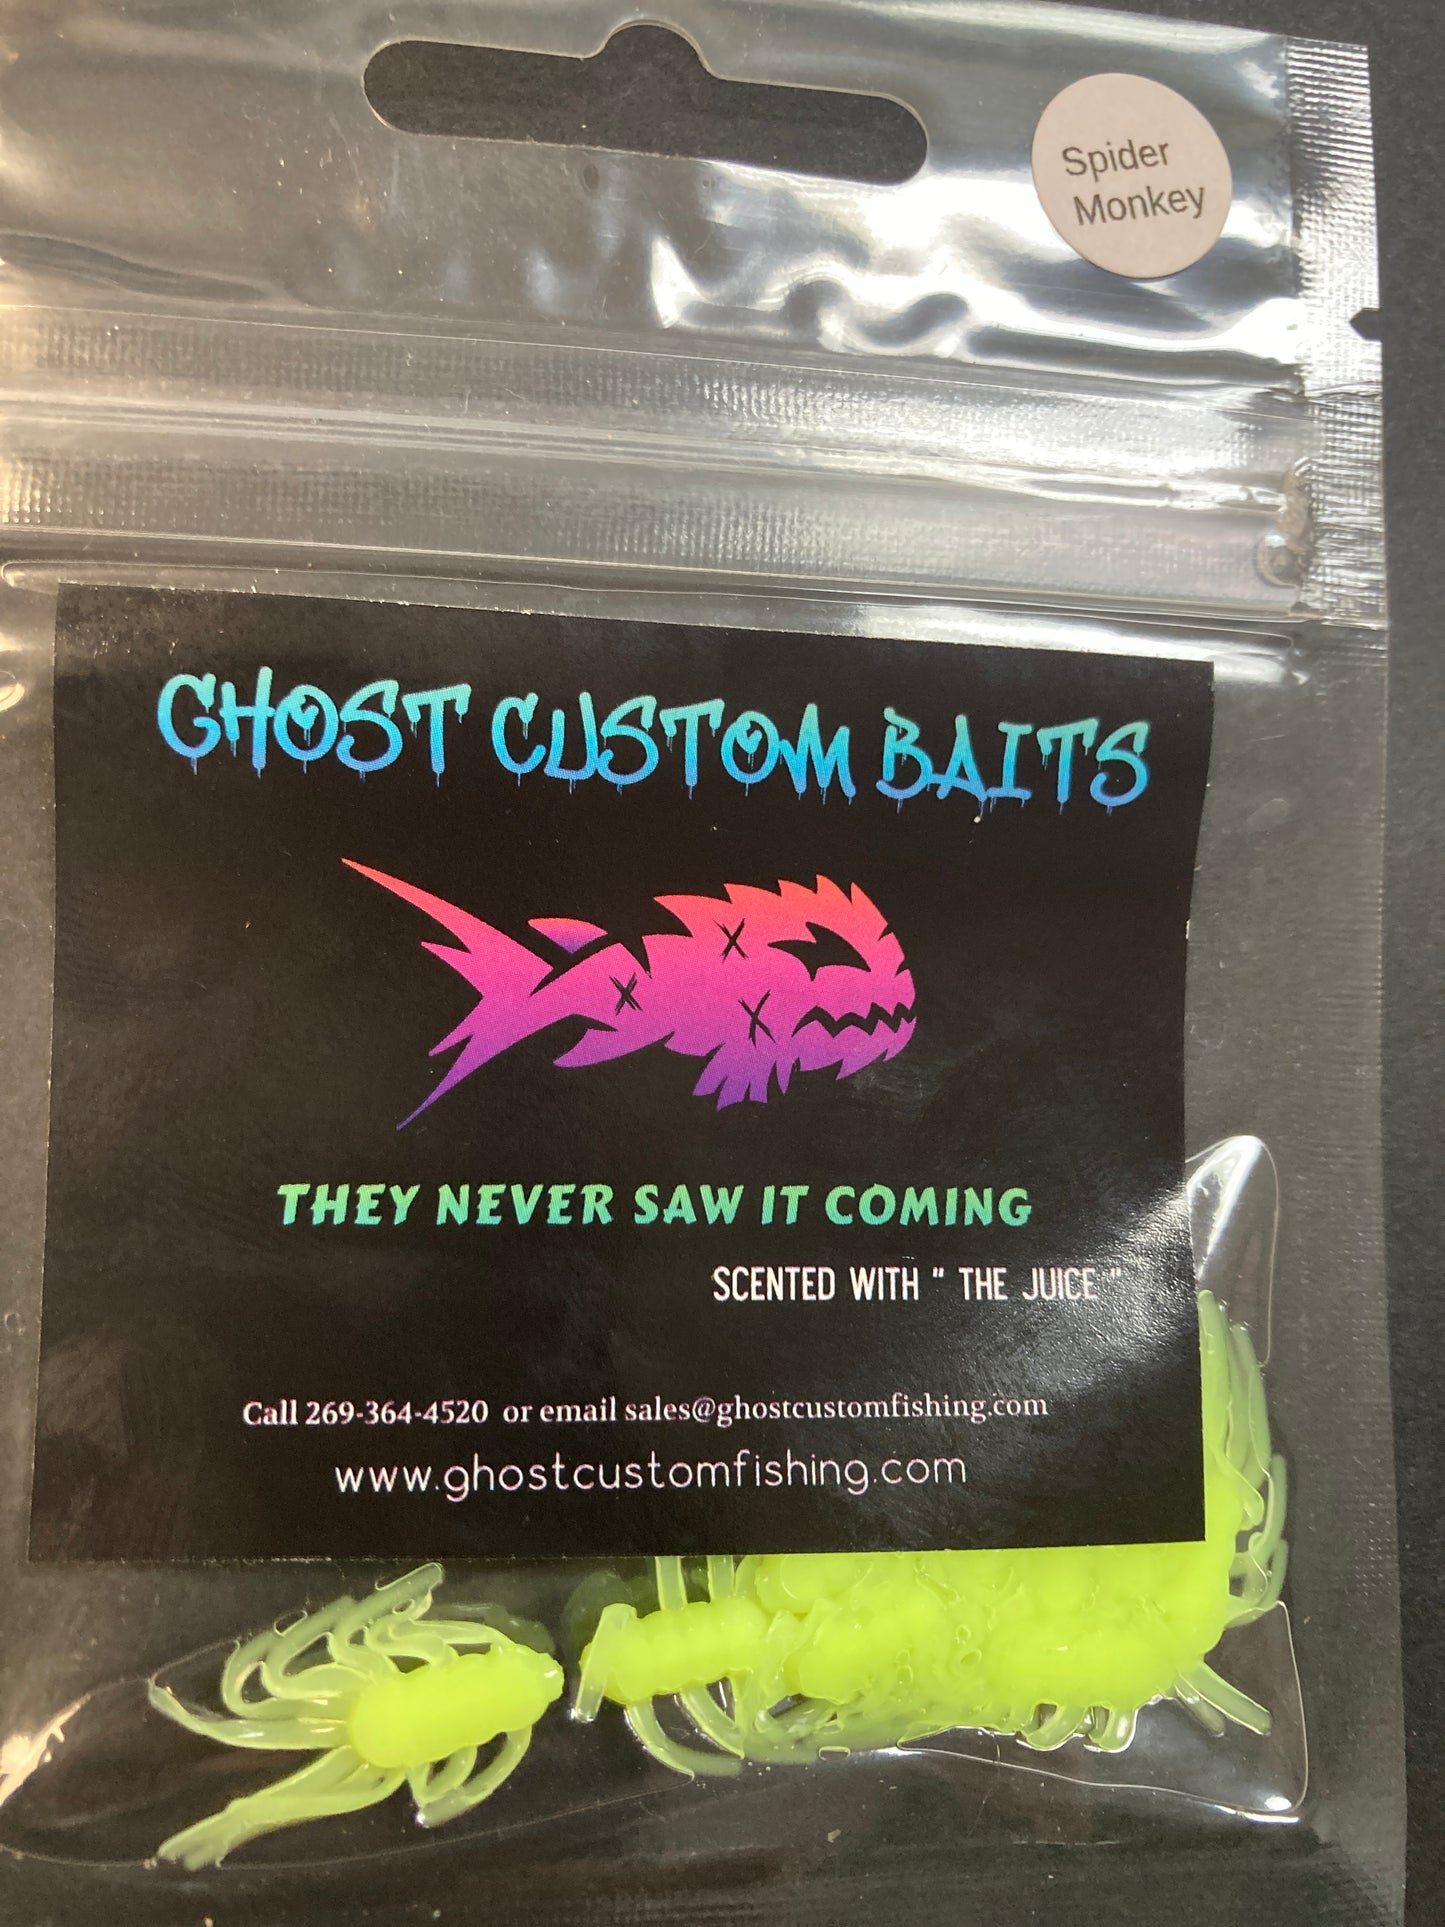 Spider
Monkey
GHOST CUSTOM BAITS
THEY NEVER SAW IT COMING
SCENTED WITH " THE JUICE "
Call 269-364-4520 or email sales@ghostcustomfishing.com
www.ghostcustomfishing.com